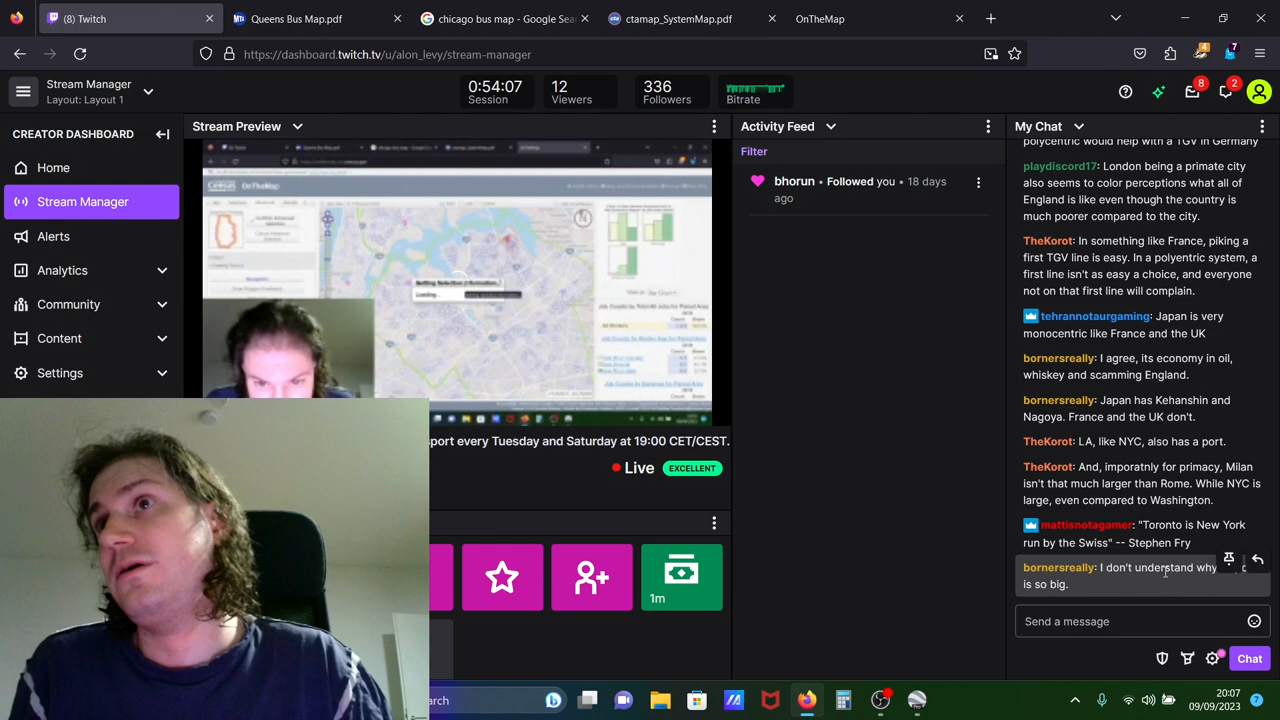 (8) Twitch
Queens Bus Map.pdf
chicago bus map - Google Sear
ctamap_SystemMap.pdf
OnTheMap
https://dashboard.twitch.tv/u/alon_levy/stream-manager
Stream Manager
Layout: Layout 1
0:54:07
Session
12
Viewers
336
Followers
Bitrate
8
2
4
7
CREATOR DASHBOARD
Home
Stream Manager
Alerts
Analytics
Community
Content
Settings
Stream Preview
OnTheMap
Loading...
sport every Tuesday and Saturday at 19:00 CET/CEST.
Live
EXCELLENT
1m
Activity Feed
Filter
bhorun • Followed you • 49 days
ago
My Chat
polycentric would help with a TSV in Germany
playdiscord17: London being a primate city
also seems to color perceptions what all of
England is like even though the country is
much poorer compared to the city.
TheKorot: In something like France, piking a
first TGV line is easy. In a polycentric system, a
first line isn't as easy a choice, and everyone
not on that first line will complain.
Japan is very
monocentric like France and the UK
bornersreally: I agree, its economy in oil,
whiskey and scamming England.
bornersreally: Japan has Kehanshin and
Nagoya. France and the UK don't.
TheKorot: LA, like NYC, also has a port.
TheKorot: And, certainly for primacy, Milan
isn't that much larger than Rome. While NYC is
large, even compared to Washington.
mattisnotagamer: "Toronto is New York
run by the Swiss" -- Stephen Fry
bornersreally: I don't understand why
is so big.
Send a message
Chat
20:07
09/09/2023